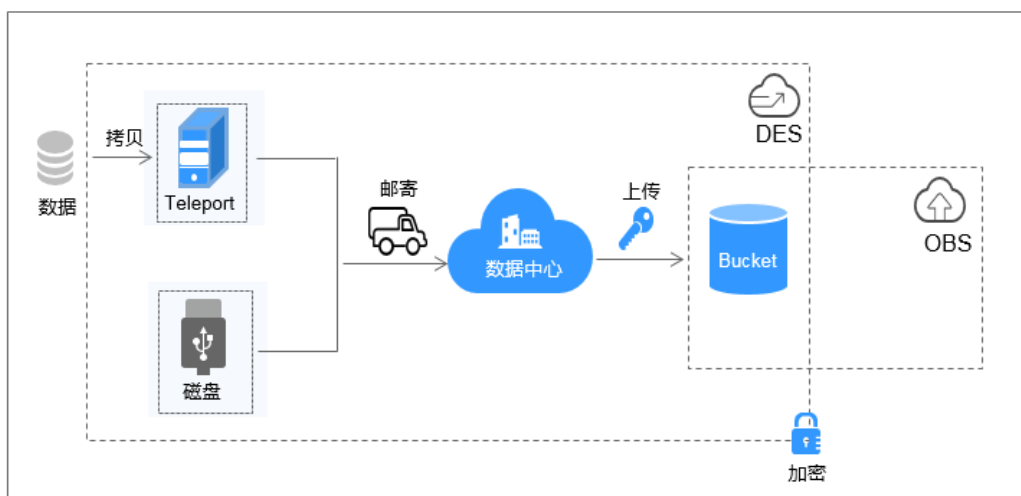 DES
拷贝
数据
Teleport
邮寄
上传
OBS
数据中心
Bucket
磁盘
加密